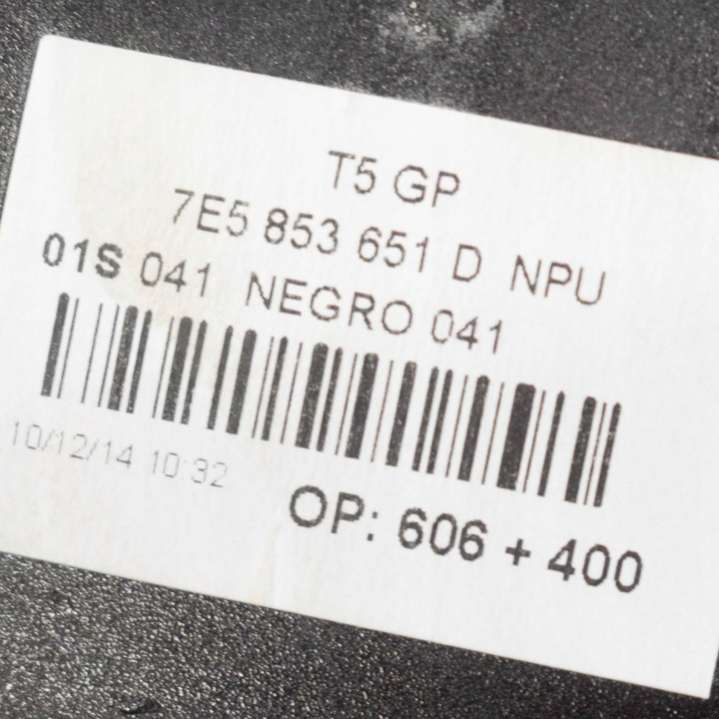 T5 GP
7E5 853 651 D NPU
01S 041 NEGRO 041
10/12/14 10:32
OP: 606 + 400